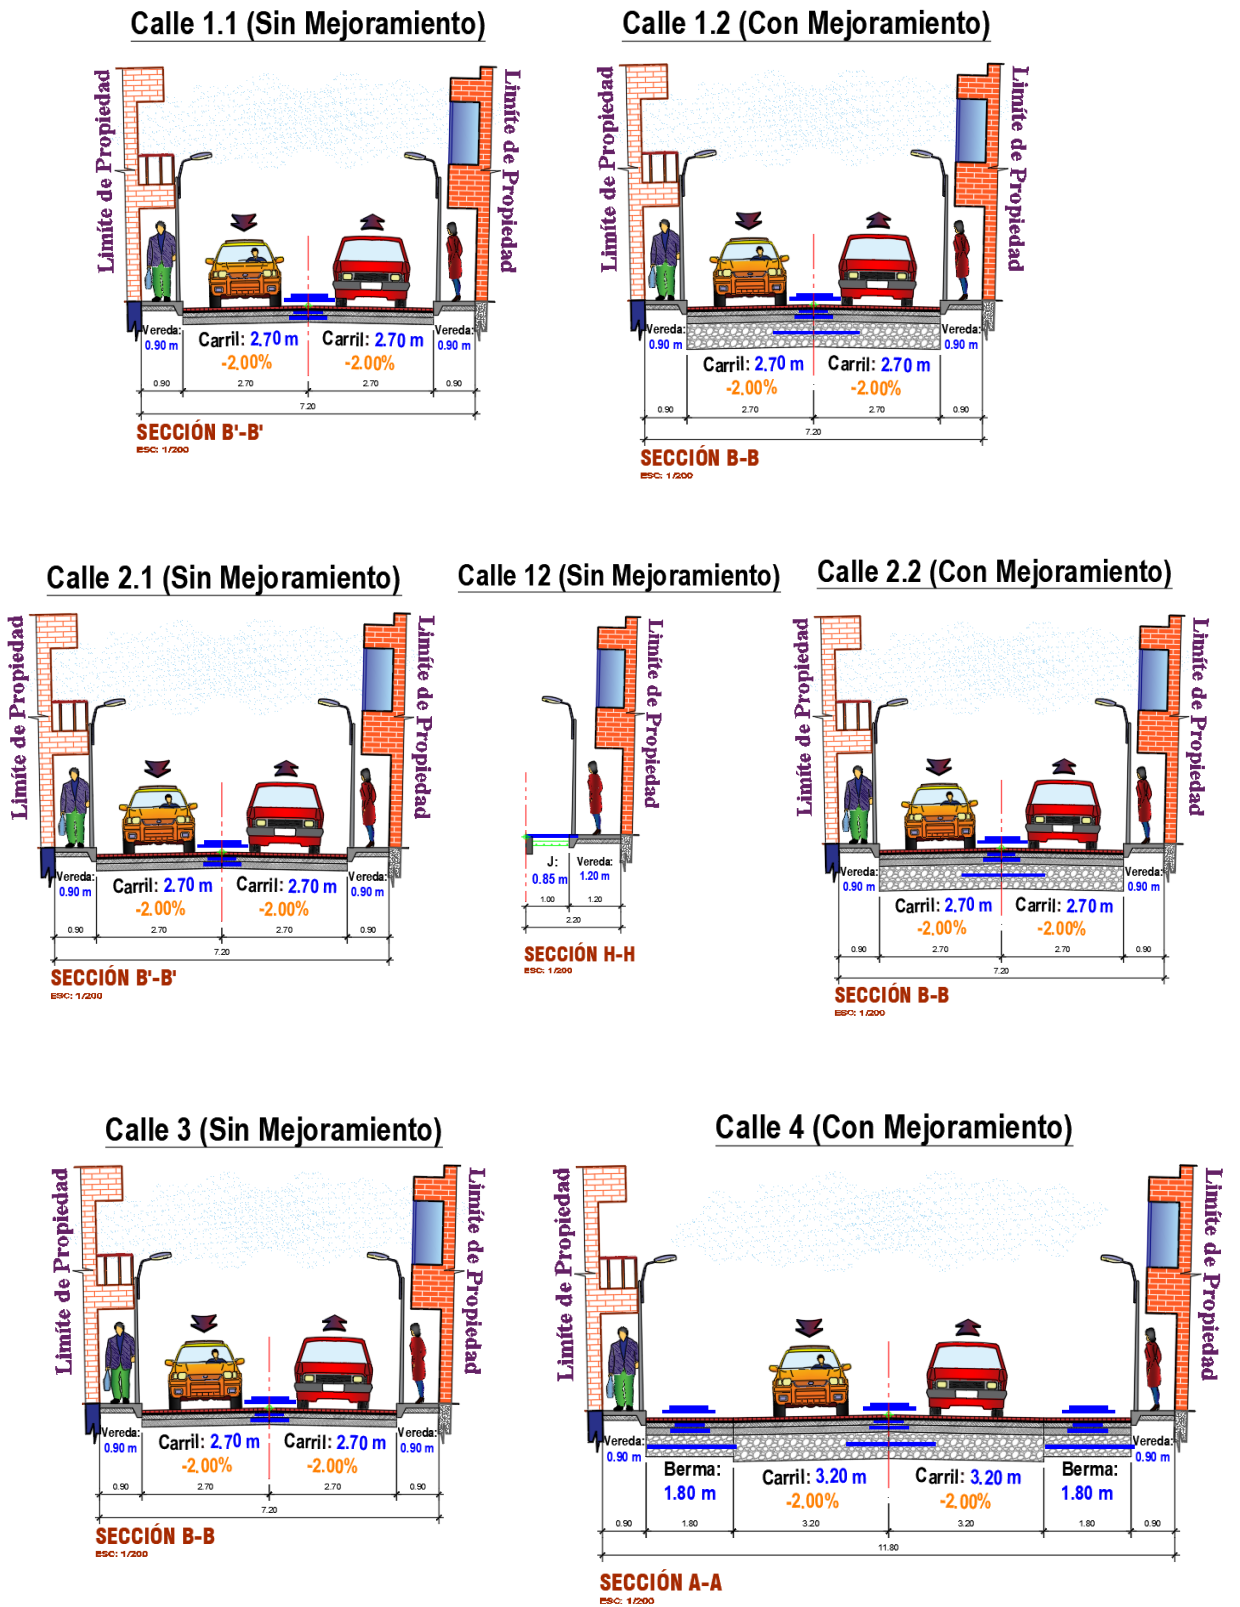 Calle 1.1 (Sin Mejoramiento)
Limíte de Propiedad
Limíte de Propiedad
Vereda:
0.90 m
Carril: 2.70 m
-2.00%
Carril: 2.70 m
-2.00%
Vereda:
0.90 m
0.90
2.70
2.70
0.90
7.20
SECCIÓN B'-B'
ESC: 1/200
Calle 1.2 (Con Mejoramiento)
Limíte de Propiedad
Limíte de Propiedad
Vereda:
0.90 m
Carril: 2.70 m
-2.00%
Carril: 2.70 m
-2.00%
Vereda:
0.90 m
0.90
2.70
2.70
0.90
7.20
SECCIÓN B-B
ESC: 1/200
Calle 2.1 (Sin Mejoramiento)
Limíte de Propiedad
Limíte de Propiedad
Vereda:
0.90 m
Carril: 2.70 m
-2.00%
Carril: 2.70 m
-2.00%
Vereda:
0.90 m
0.90
2.70
2.70
0.90
7.20
SECCIÓN B'-B'
ESC: 1/200
Calle 12 (Sin Mejoramiento)
Limíte de Propiedad
J:
0.85 m
Vereda:
1.20 m
1.00
1.20
2.20
SECCIÓN H-H
ESC: 1/200
Calle 2.2 (Con Mejoramiento)
Limíte de Propiedad
Limíte de Propiedad
Vereda:
0.90 m
Carril: 2.70 m
-2.00%
Carril: 2.70 m
-2.00%
Vereda:
0.90 m
0.90
2.70
2.70
0.90
7.20
SECCIÓN B-B
ESC: 1/200
Calle 3 (Sin Mejoramiento)
Limíte de Propiedad
Limíte de Propiedad
Vereda:
0.90 m
Carril: 2.70 m
-2.00%
Carril: 2.70 m
-2.00%
Vereda:
0.90 m
0.90
2.70
2.70
0.90
7.20
SECCIÓN B-B
ESC: 1/200
Calle 4 (Con Mejoramiento)
Limíte de Propiedad
Limíte de Propiedad
Vereda:
0.90 m
Berma:
1.80 m
Carril: 3.20 m
-2.00%
Carril: 3.20 m
-2.00%
Berma:
1.80 m
Vereda:
0.90 m
0.90
1.80
3.20
3.20
1.80
0.90
11.80
SECCIÓN A-A
ESC: 1/200